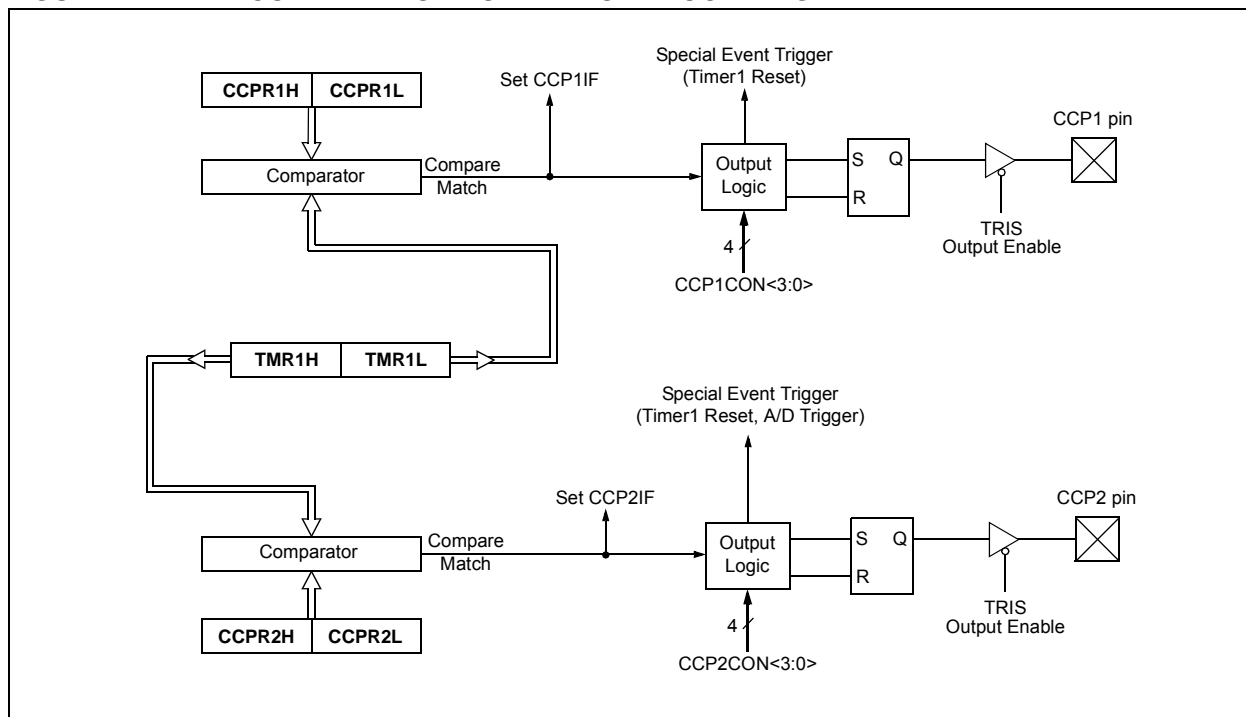 Special Event Trigger
(Timer1 Reset)
Set CCP1IF
CCPR1H CCPR1L
CCP1 pin
Comparator
Compare
Match
Output
Logic
S Q
R
TRIS
Output Enable
4
CCP1CON<3:0>
TMR1H TMR1L
Special Event Trigger
(Timer1 Reset, A/D Trigger)
Set CCP2IF
CCP2 pin
Comparator
Compare
Match
Output
Logic
S Q
R
TRIS
Output Enable
4
CCPR2H CCPR2L
CCP2CON<3:0>